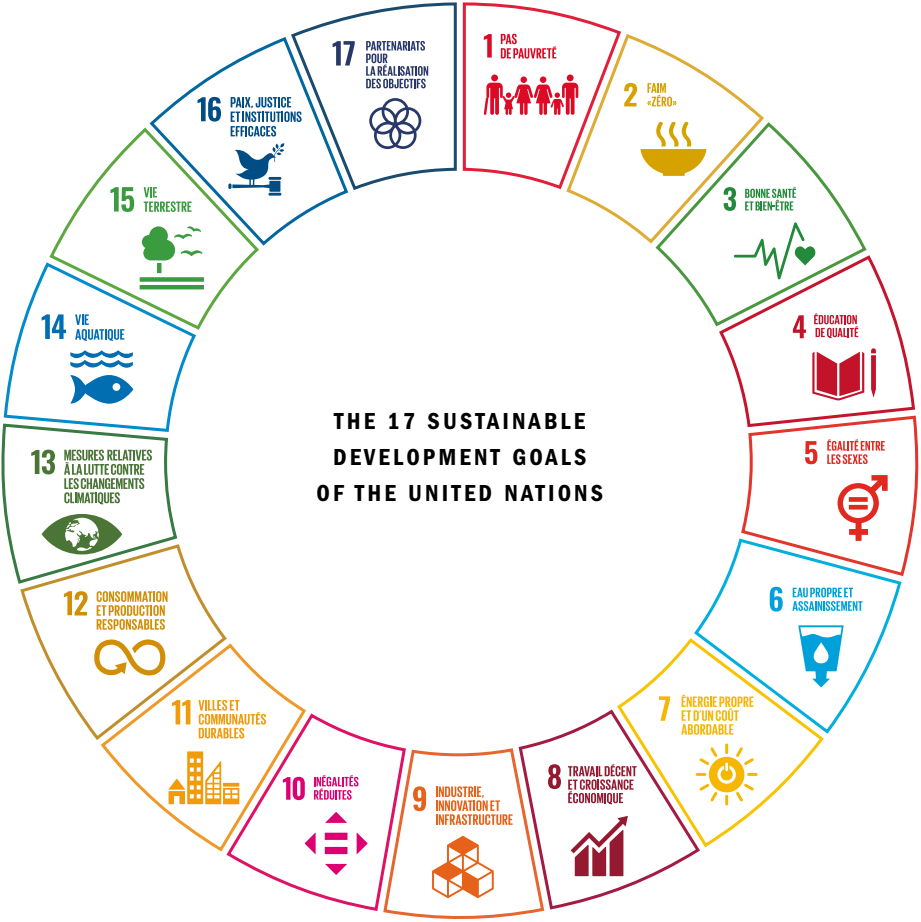 1 PAS
DE PAUVRETÉ
2 FAIM
«ZÉRO»
3 BONNE SANTÉ
ET BIEN-ÊTRE
4 ÉDUCATION
DE QUALITÉ
5 ÉGALITÉ ENTRE
LES SEXES
6 EAU PROPRE ET
ASSAINISSEMENT
7 ÉNERGIE PROPRE
ET D'UN COÛT
ABORDABLE
8 TRAVAIL DÉCENT
ET CROISSANCE
ÉCONOMIQUE
9 INDUSTRIE,
INNOVATION ET
INFRASTRUCTURE
10 INÉGALITÉS
RÉDUITES
11 VILLES ET
COMMUNAUTÉS
DURABLES
12 CONSOMMATION
ET PRODUCTION
RESPONSABLES
13 MESURES RELATIVES
À LA LUTTE CONTRE
LES CHANGEMENTS
CLIMATIQUES
14 VIE
AQUATIQUE
15 VIE
TERRESTRE
16 PAIX, JUSTICE
ET INSTITUTIONS
EFFICACES
17 PARTENARIATS
POUR
LA RÉALISATION
DES OBJECTIFS
THE 17 SUSTAINABLE
DEVELOPMENT GOALS
OF THE UNITED NATIONS